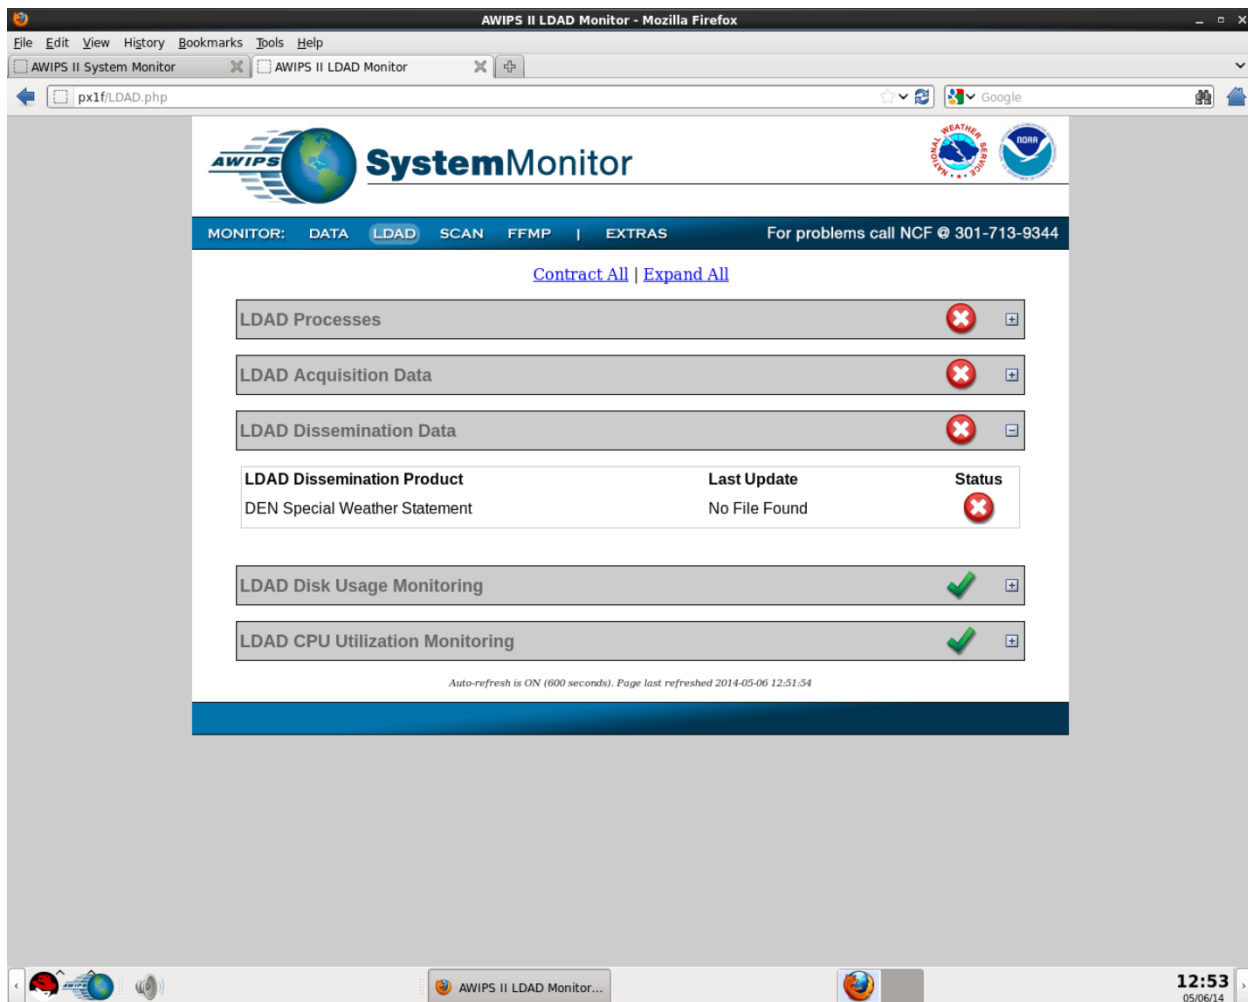 AWIPS II LDAD Monitor - Mozilla Firefox
File Edit View History Bookmarks Tools Help
AWIPS II System Monitor AWIPS II LDAD Monitor
px1f/LDAD.php Google
AWIPS SystemMonitor NATIONAL WEATHER SERVICE NOAA
MONITOR: DATA LDAD SCAN FFMP | EXTRAS For problems call NCF @ 301-713-9344
Contract All | Expand All
LDAD Processes
LDAD Acquisition Data
LDAD Dissemination Data
LDAD Dissemination Product Last Update Status
DEN Special Weather Statement No File Found
LDAD Disk Usage Monitoring
LDAD CPU Utilization Monitoring
Auto-refresh is ON (600 seconds). Page last refreshed 2014-05-06 12:51:54
AWIPS II LDAD Monitor... 12:53
05/06/14